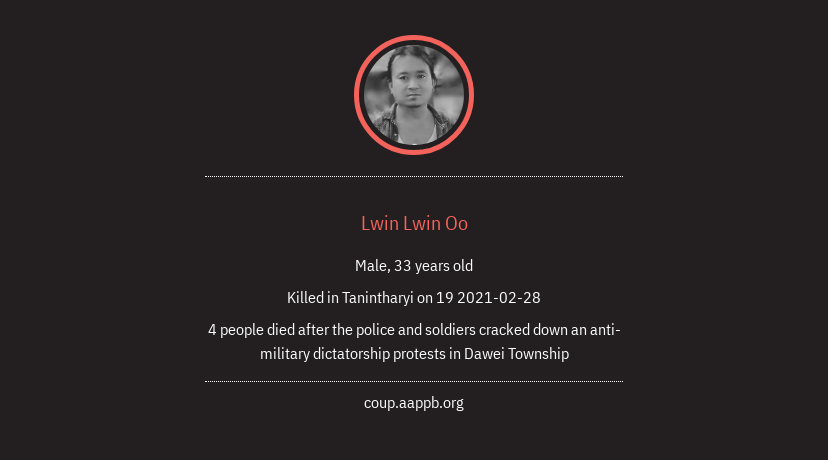 Lwin Lwin Oo
Male, 33 years old
Killed in Tanintharyi on 19 2021-02-28
4 people died after the police and soldiers cracked down an anti-
military dictatorship protests in Dawei Township
coup.aappb.org